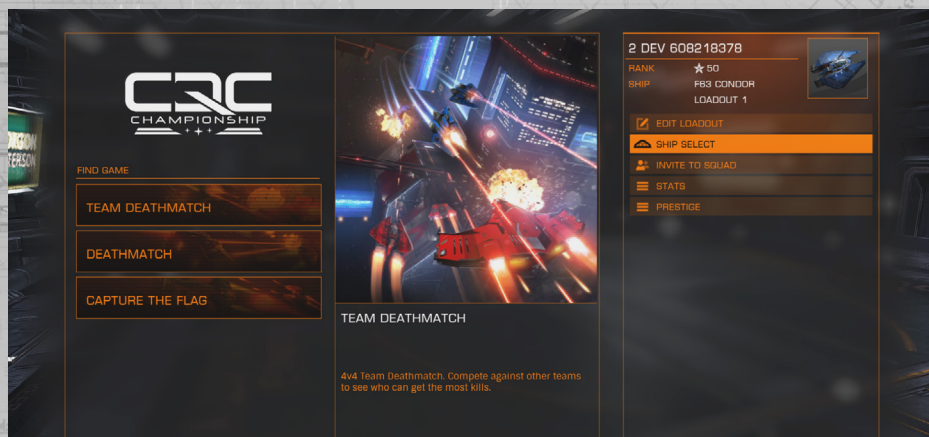 CQC
CHAMPIONSHIP
FIND GAME
TEAM DEATHMATCH
DEATHMATCH
CAPTURE THE FLAG
TEAM DEATHMATCH
4v4 Team Deathmatch. Compete against other teams
to see who can get the most kills.
2 DEV 608218378
RANK 50
SHIP F63 CONDOR
LOADOUT 1
EDIT LOADOUT
SHIP SELECT
INVITE TO SQUAD
STATS
PRESTIGE